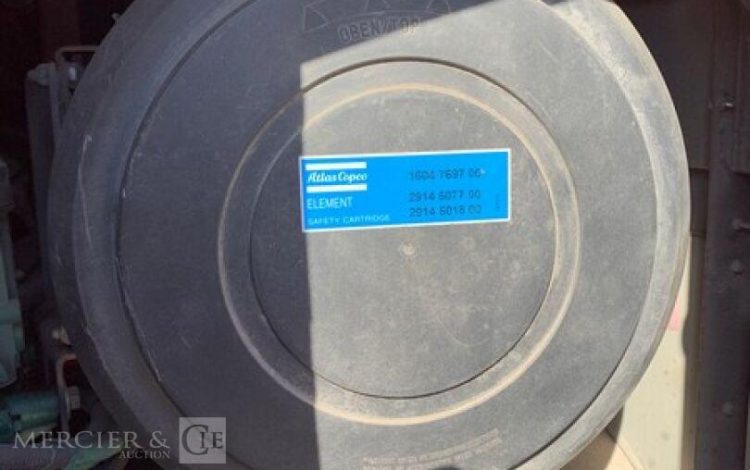 OPEN/TOP
Atlas Copco 1604 7697 00
ELEMENT 2914 5077 00
SAFETY CARTRIDGE 2914 5018 00
MERCIER & CIE
AUCTION